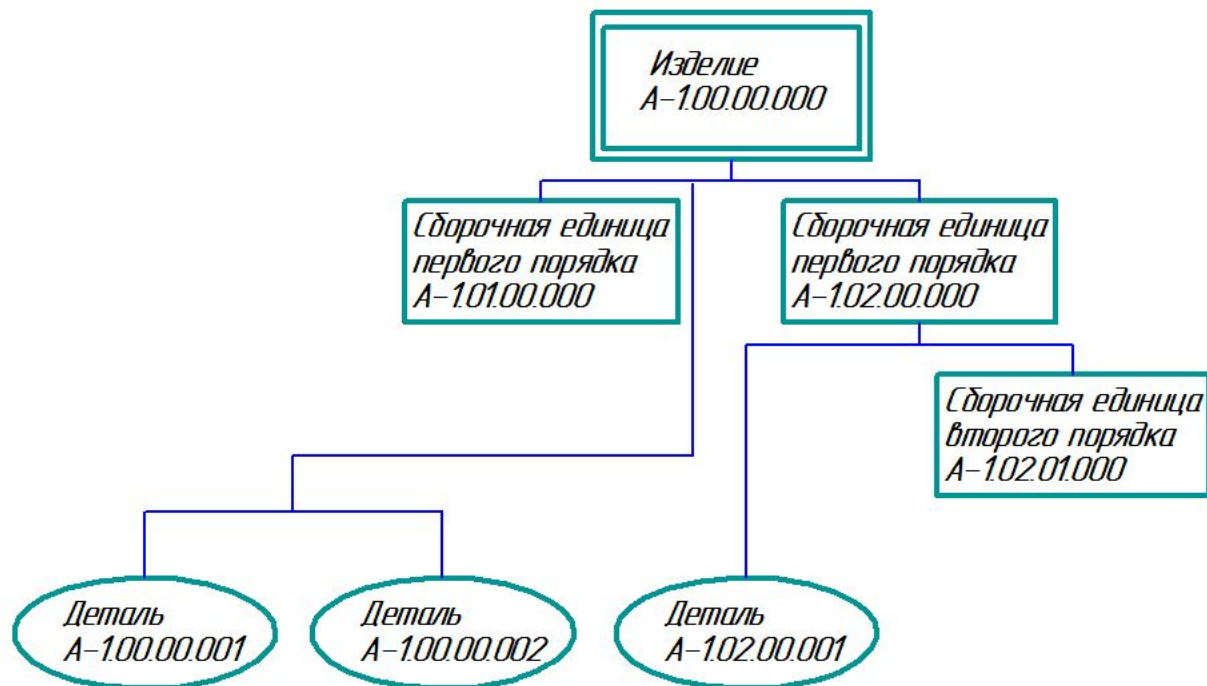 Изделие
А-1.00.00.000
Сборочная единица
первого порядка
А-1.01.00.000
Сборочная единица
первого порядка
А-1.02.00.000
Сборочная единица
второго порядка
А-1.02.01.000
Деталь
А-1.00.00.001
Деталь
А-1.00.00.002
Деталь
А-1.02.00.001